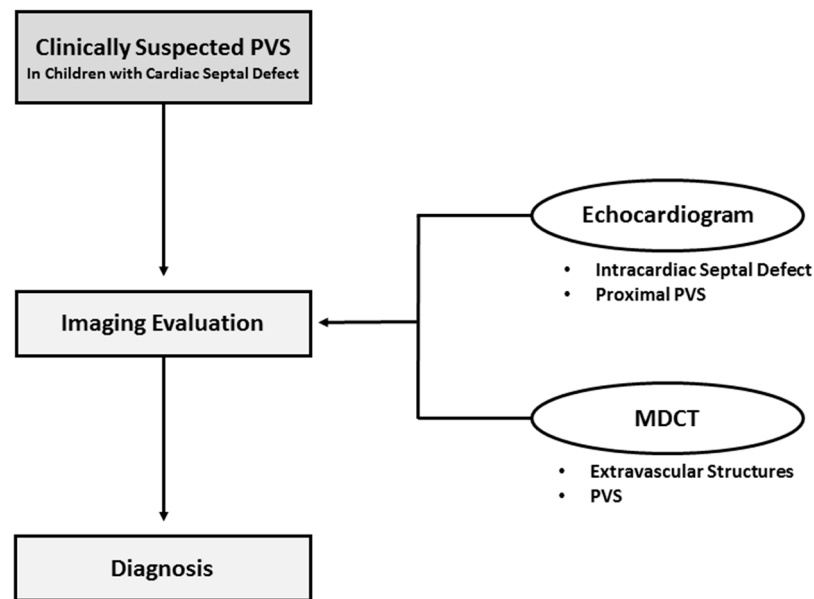 Clinically Suspected PVS
In Children with Cardiac Septal Defect
Echocardiogram
• Intracardiac Septal Defect
• Proximal PVS
Imaging Evaluation
MDCT
• Extravascular Structures
• PVS
Diagnosis